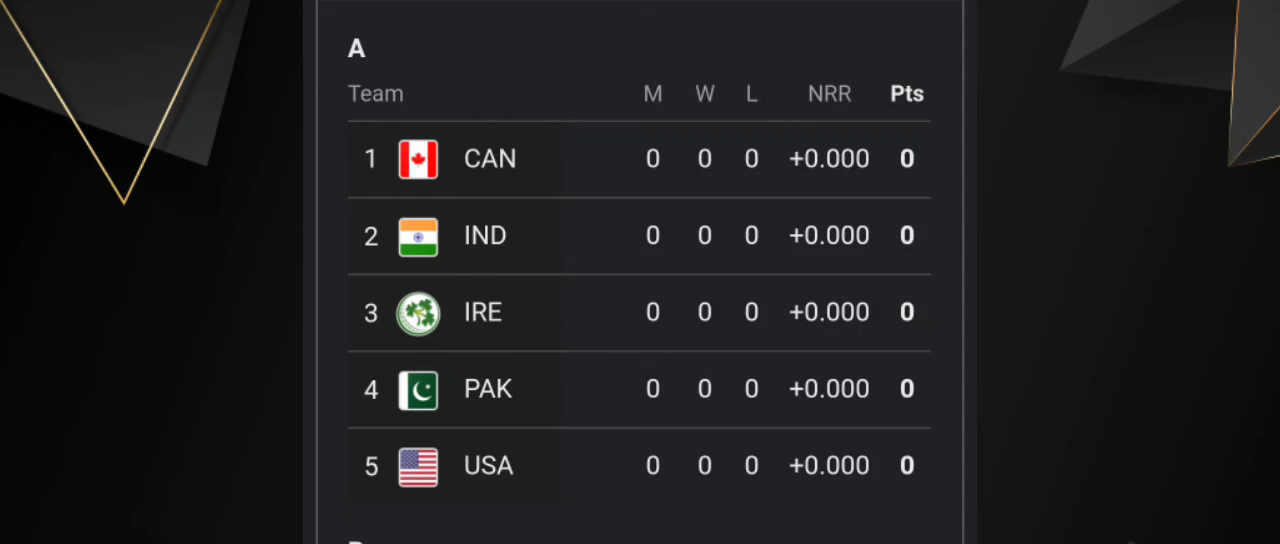 A
Team M W L NRR Pts
1 CAN 0 0 0 +0.000 0
2 IND 0 0 0 +0.000 0
3 IRE 0 0 0 +0.000 0
4 PAK 0 0 0 +0.000 0
5 USA 0 0 0 +0.000 0